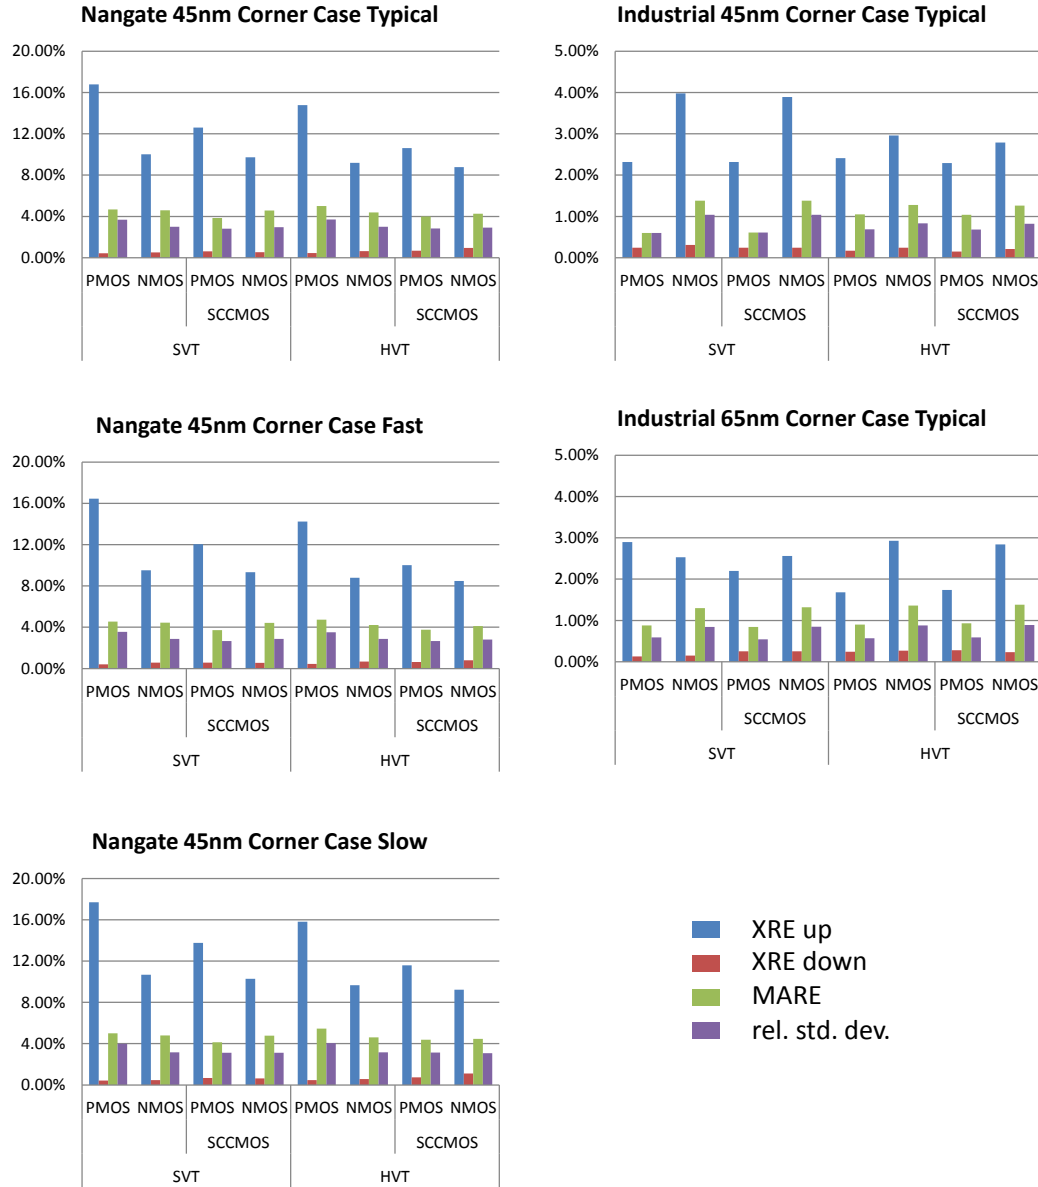 Nangate 45nm Corner Case Typical
20.00%
16.00%
12.00%
8.00%
4.00%
0.00%
PMOS NMOS PMOS NMOS PMOS NMOS PMOS NMOS
SCCMOS SCCMOS
SVT HVT
Industrial 45nm Corner Case Typical
5.00%
4.00%
3.00%
2.00%
1.00%
0.00%
PMOS NMOS PMOS NMOS PMOS NMOS PMOS NMOS
SCCMOS SCCMOS
SVT HVT
Nangate 45nm Corner Case Fast
20.00%
16.00%
12.00%
8.00%
4.00%
0.00%
PMOS NMOS PMOS NMOS PMOS NMOS PMOS NMOS
SCCMOS SCCMOS
SVT HVT
Industrial 65nm Corner Case Typical
5.00%
4.00%
3.00%
2.00%
1.00%
0.00%
PMOS NMOS PMOS NMOS PMOS NMOS PMOS NMOS
SCCMOS SCCMOS
SVT HVT
Nangate 45nm Corner Case Slow
20.00%
16.00%
12.00%
8.00%
4.00%
0.00%
PMOS NMOS PMOS NMOS PMOS NMOS PMOS NMOS
SCCMOS SCCMOS
SVT HVT
XRE up
XRE down
MARE
rel. std. dev.